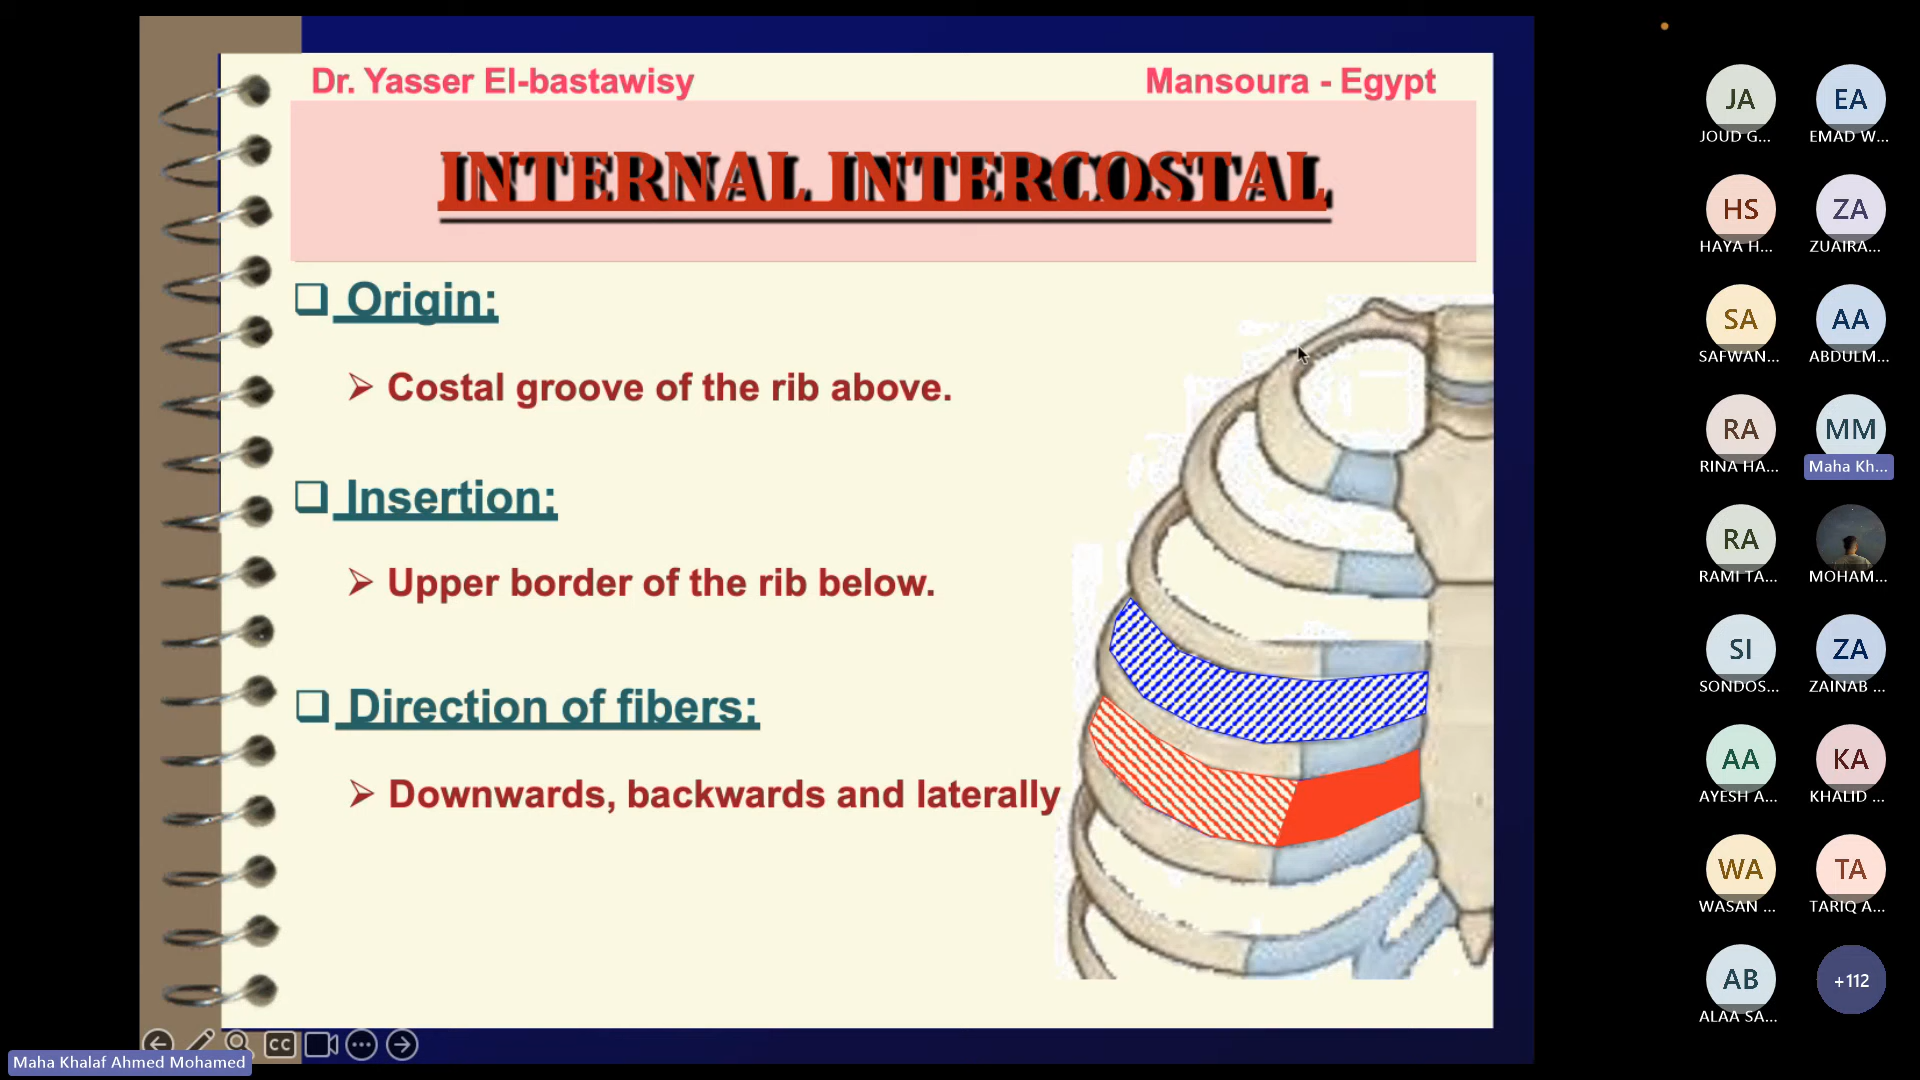 Dr. Yasser El-bastawisy
Mansoura - Egypt
INTERNAL INTERCOSTAL
Origin:
Costal groove of the rib above.
Insertion:
Upper border of the rib below.
Direction of fibers:
Downwards, backwards and laterally
CC
Maha Khalaf Ahmed Mohamed
JA
JOUD G...
EA
EMAD W...
HS
HAYA H...
ZA
ZUAIRA...
SA
SAFWAN...
AA
ABDULM...
RA
RINA HA...
MM
Maha Kh...
RA
RAMI TA...
MOHAM...
SI
SONDOS...
ZA
ZAINAB ...
AA
AYESH A...
KA
KHALID ...
WA
WASAN ...
TA
TARIQ A...
AB
ALAA SA...
+112